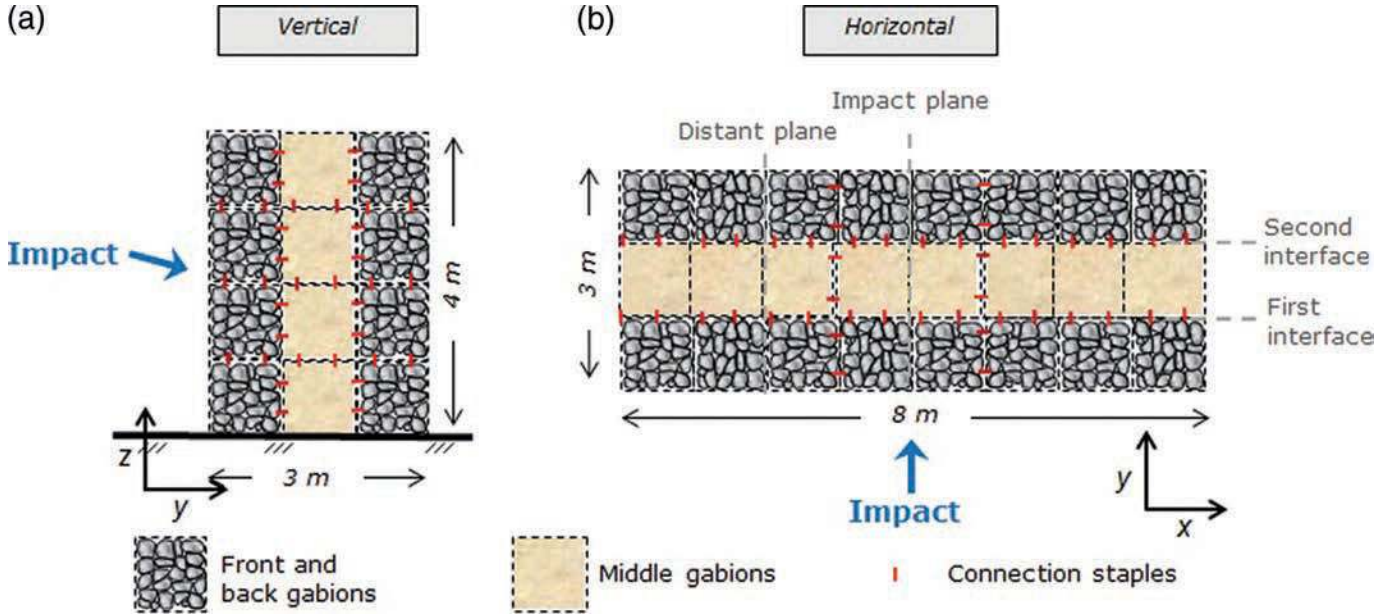 (a)
Vertical
Impact
4 m
3 m
z
y
(b)
Horizontal
Impact plane
Distant plane
3 m
Second
interface
First
interface
8 m
Impact
y
x
Front and
back gabions
Middle gabions
Connection staples